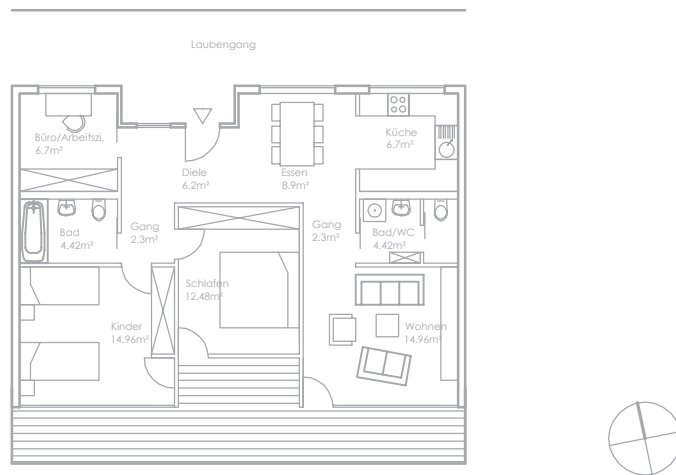 Laubengang
Büro/Arbeitszi.
6.7m²
Küche
6.7m²
Diele
6.2m²
Essen
8.9m²
Bad
4.42m²
Gang
2.3m²
Gang
2.3m²
Bad/WC
4.42m²
Schlafen
12.48m²
Kinder
14.96m²
Wohnen
14.96m²